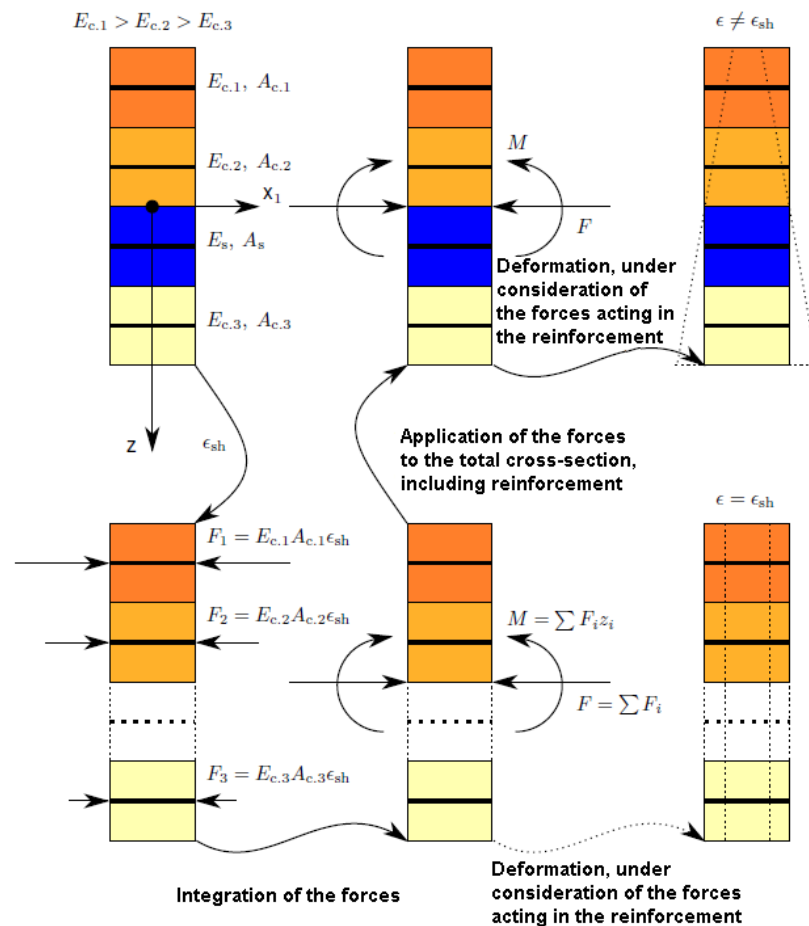 E_c.1 > E_c.2 > E_c.3
ϵ ≠ ϵ_sh
E_c.1, A_c.1
E_c.2, A_c.2
x_1
E_s, A_s
E_c.3, A_c.3
z
M
F
Deformation, under
consideration of
the forces acting in
the reinforcement
ϵ_sh
Application of the forces
to the total cross-section,
including reinforcement
ϵ = ϵ_sh
F_1 = E_c.1 A_c.1 ϵ_sh
F_2 = E_c.2 A_c.2 ϵ_sh
M = ∑ F_i z_i
F = ∑ F_i
F_3 = E_c.3 A_c.3 ϵ_sh
Integration of the forces
Deformation, under
consideration of the forces
acting in the reinforcement